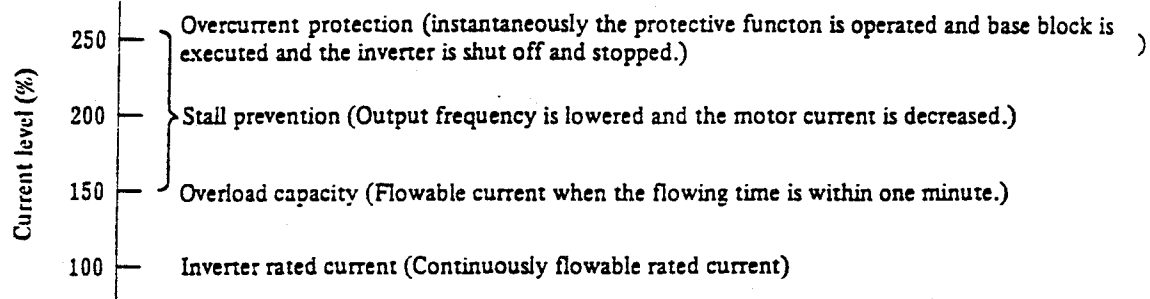 250 Overcurrent protection (instantaneously the protective functon is operated and base block is
executed and the inverter is shut off and stopped.) )
Current level (%)
200 Stall prevention (Output frequency is lowered and the motor current is decreased.)
150 Overload capacity (Flowable current when the flowing time is within one minute.)
100 Inverter rated current (Continuously flowable rated current)